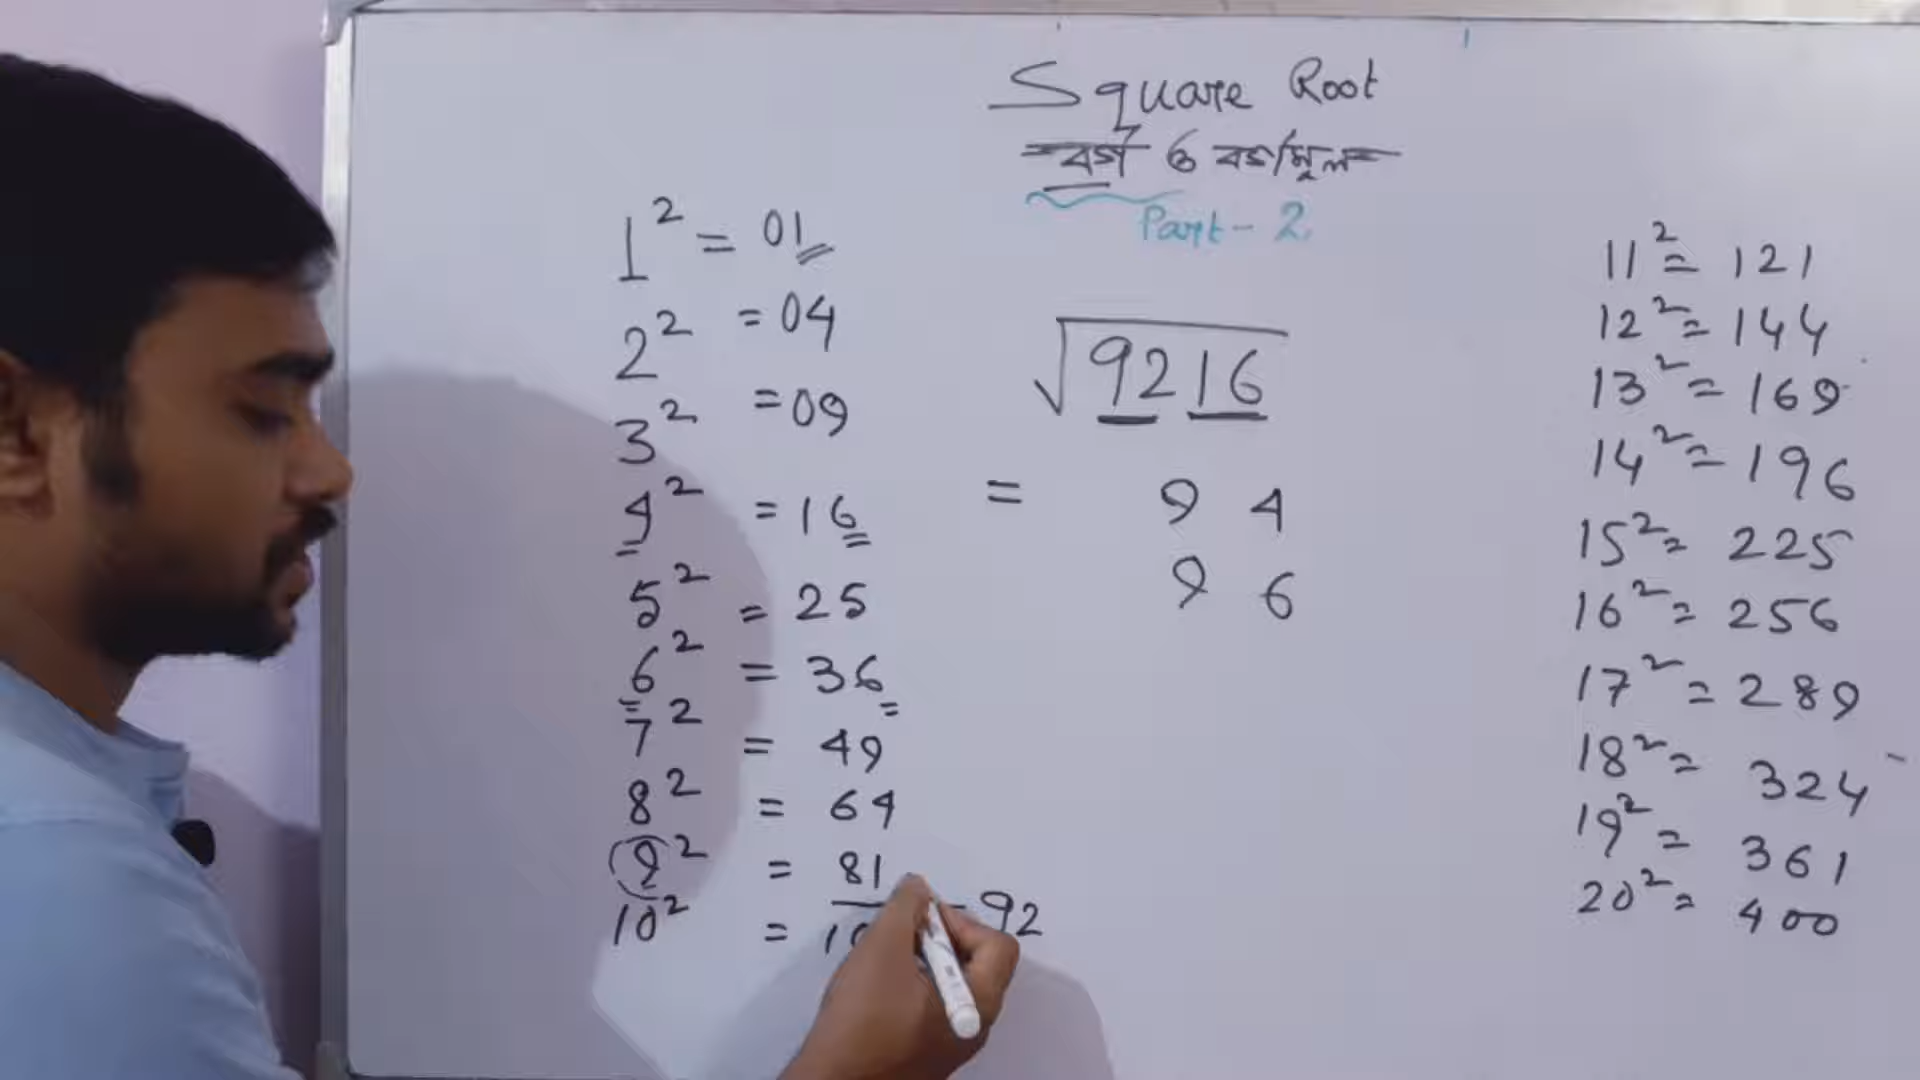 Square Root
বর্গ ও বর্গমূল
Part - 2
1² = 01
2² = 04
3² = 09
4² = 16
5² = 25
6² = 36
7² = 49
8² = 64
9² = 81
10² = 10
92
√9216
= 9 4
9 6
11² = 121
12² = 144
13² = 169
14² = 196
15² = 225
16² = 256
17² = 289
18² = 324
19² = 361
20² = 400